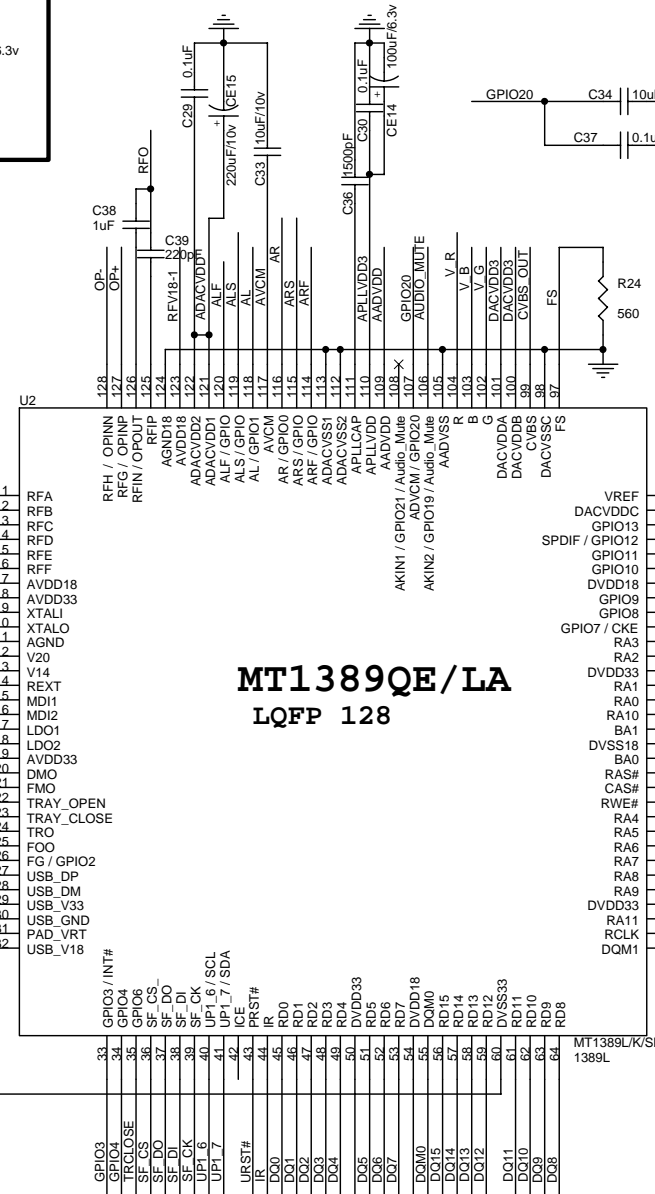 6.3v
0.1uF
C29
CE15
+
220uF/10v
10uF/10v
C33
100uF/6.3v
0.1uF
C30
+
CE14
1500pF
C36
GPIO20
C34
C37
RFO
C38
1uF
C39
220pF
R24
560
OP-
OP+
RFV18-1
ADACVDD
ALF
ALS
AL
AVCM
AR
ARS
ARF
APLLVDD3
AADVDD
GPIO20
AUDIO_MUTE
V_R
V_B
V_G
DACVDD3
DACVDD3
CVBS_OUT
FS
U2
128 127 126 125 124 123 122 121 120 119 118 117 116 115 114 113 112 111 110 109 108 107 106 105 104 103 102 101 100 99 98 97
RFH / OPINN
RFG / OPINP
RFIN / OPOUT
RFIP
AGND18
AVDD18
ADACVDD2
ADACVDD1
ALF / GPIO
ALS / GPIO
AL / GPIO1
AVCM
AR / GPIO0
ARS / GPIO
ARF / GPIO
ADACVSS1
ADACVSS2
APLLCAP
APLLVDD
AADVDD
AKIN1 / GPIO21 / Audio_Mute
ADVCM / GPIO20
AKIN2 / GPIO19 / Audio_Mute
AADVSS
R
B
G
DACVDDA
DACVDDB
CVBS
DACVSSC
FS
RFA
RFB
RFC
RFD
RFE
RFF
AVDD18
AVDD33
XTALI
XTALO
AGND
V20
V14
REXT
MDI1
MDI2
LDO1
LDO2
AVDD33
DMO
FMO
TRAY_OPEN
TRAY_CLOSE
TRO
FOO
FG / GPIO2
USB_DP
USB_DM
USB_V33
USB_GND
PAD_VRT
USB_V18
MT1389QE/LA
LQFP 128
VREF
DACVDDC
GPIO13
SPDIF / GPIO12
GPIO11
GPIO10
DVDD18
GPIO9
GPIO8
GPIO7 / CKE
RA3
RA2
DVDD33
RA1
RA0
RA10
BA1
DVSS18
BA0
RAS#
CAS#
RWE#
RA4
RA5
RA6
RA7
RA8
RA9
DVDD33
RA11
RCLK
DQM1
GPIO3 / INT#
GPIO4
GPIO6
SF_CS_
SF_DO
SF_DI
SF_CK
UP1_6 / SCL
UP1_7 / SDA
ICE
PRST#
IR
RD0
RD1
RD2
RD3
RD4
DVDD33
RD5
RD6
RD7
DVDD18
DQM0
RD15
RD14
RD13
RD12
DVSS33
RD11
RD10
RD9
RD8
33 34 35 36 37 38 39 40 41 42 43 44 45 46 47 48 49 50 51 52 53 54 55 56 57 58 59 60 61 62 63 64
1389L
GPIO3
GPIO4
TRCLOSE
SF_CS
SF_DO
SF_DI
SF_CK
UP1_6
UP1_7
URST#
IR
DQ0
DQ1
DQ2
DQ3
DQ4
DQ5
DQ6
DQ7
DQM0
DQ15
DQ14
DQ13
DQ12
DQ11
DQ10
DQ9
DQ8